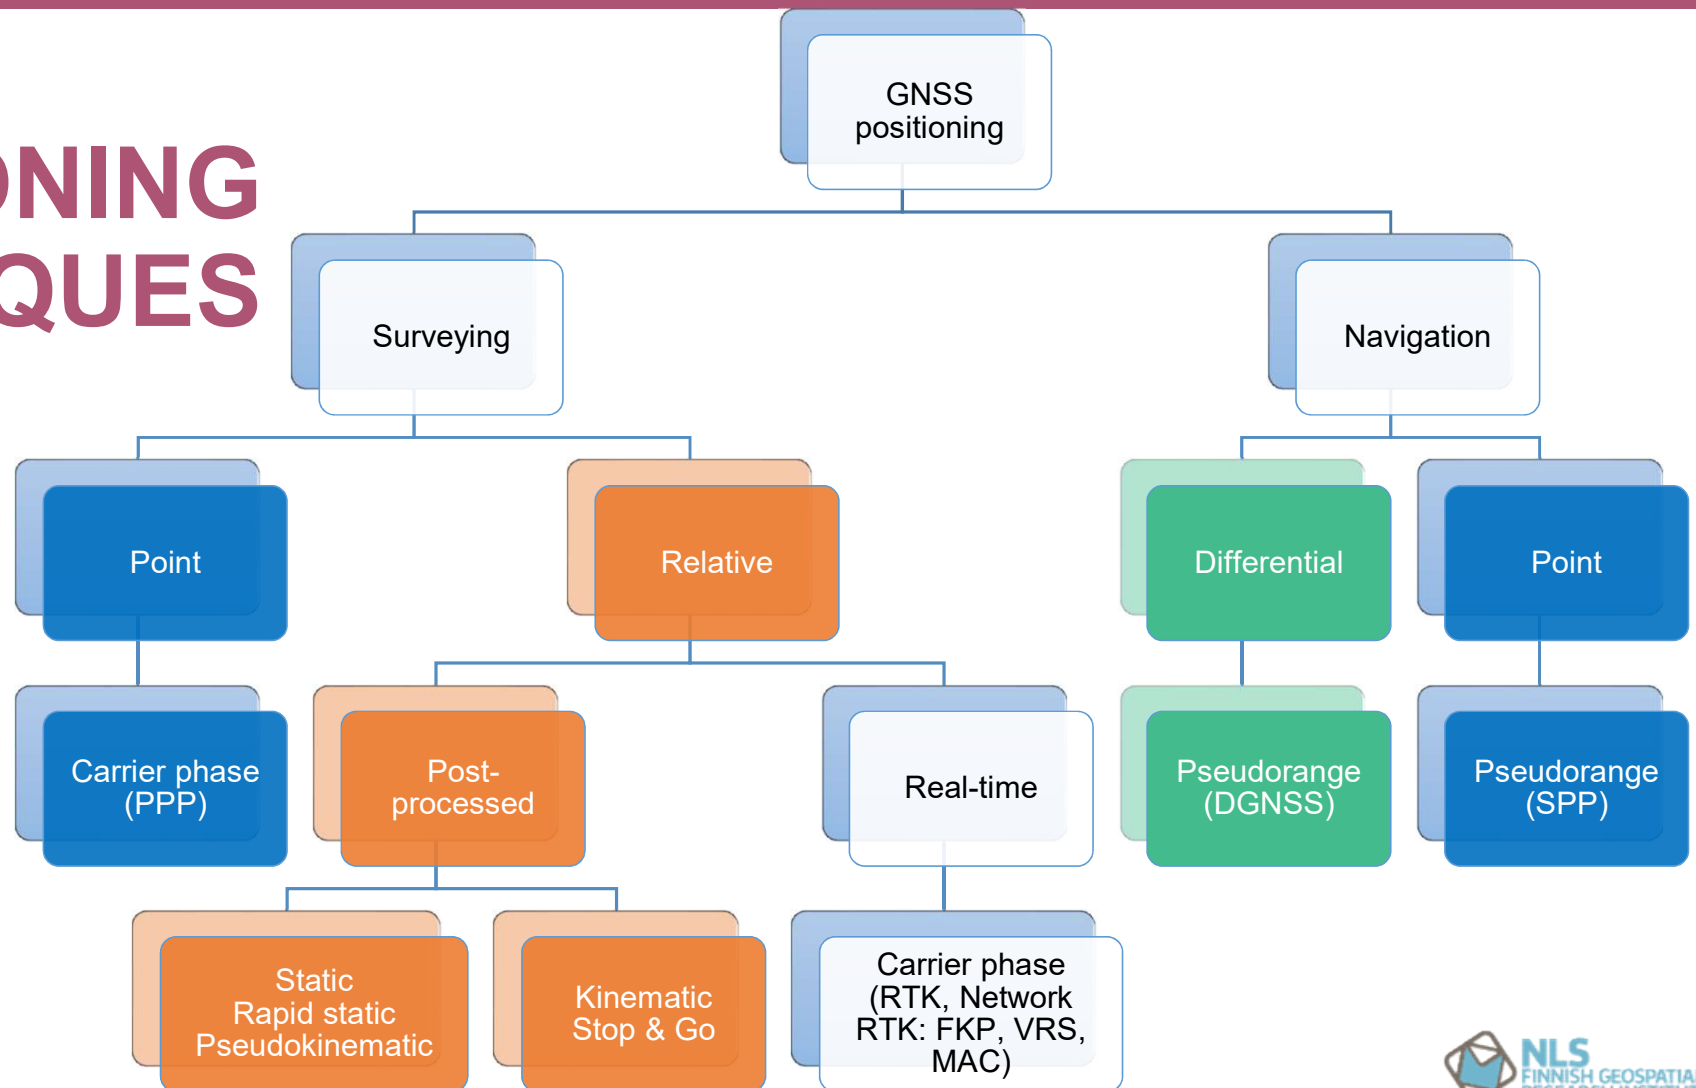 ONING
QUES
GNSS
positioning
Surveying
Navigation
Point
Relative
Differential
Point
Carrier phase
(PPP)
Post-
processed
Real-time
Pseudorange
(DGNSS)
Pseudorange
(SPP)
Static
Rapid static
Pseudokinematic
Kinematic
Stop & Go
Carrier phase
(RTK, Network
RTK: FKP, VRS,
MAC)
NLS
FINNISH GEOSPATIA